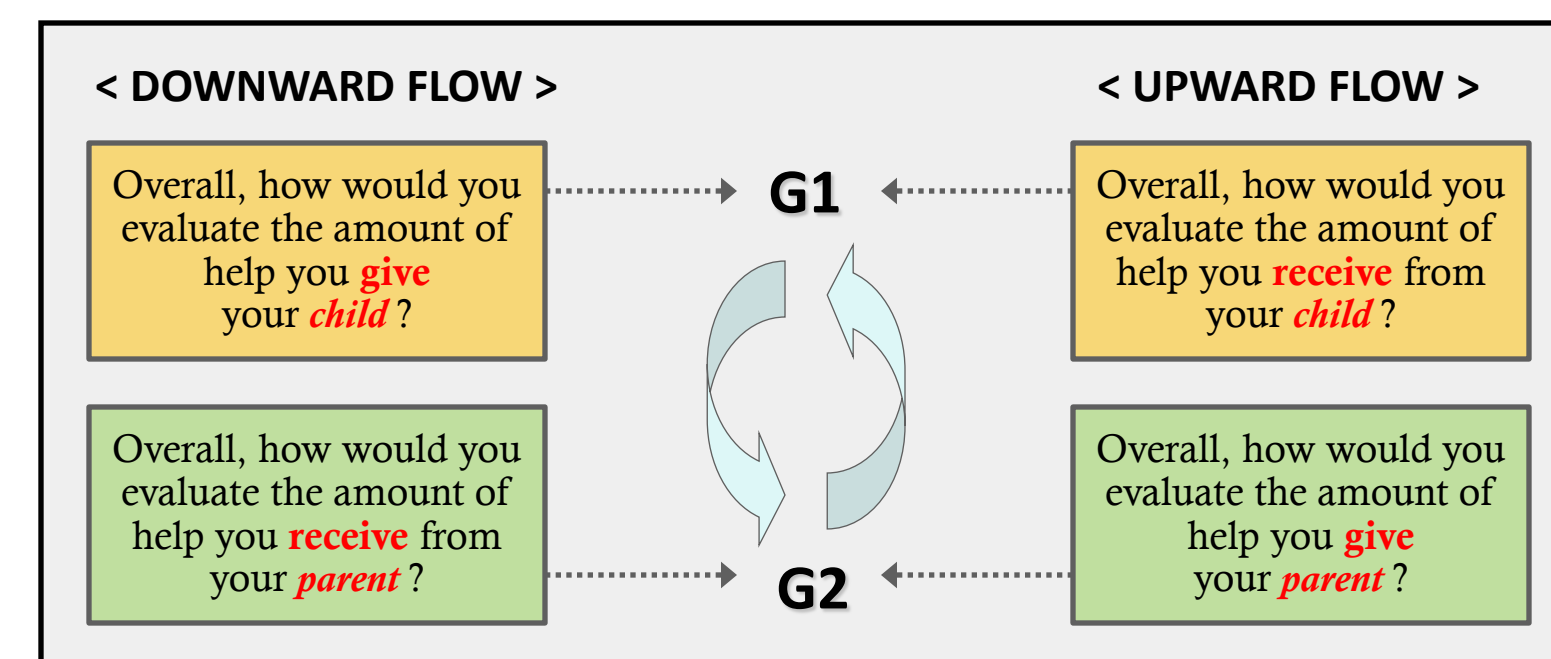 < DOWNWARD FLOW >
< UPWARD FLOW >
Overall, how would you
evaluate the amount of
help you give
your child ?
G1
Overall, how would you
evaluate the amount of
help you receive from
your child ?
Overall, how would you
evaluate the amount of
help you receive from
your parent ?
G2
Overall, how would you
evaluate the amount of
help you give
your parent ?